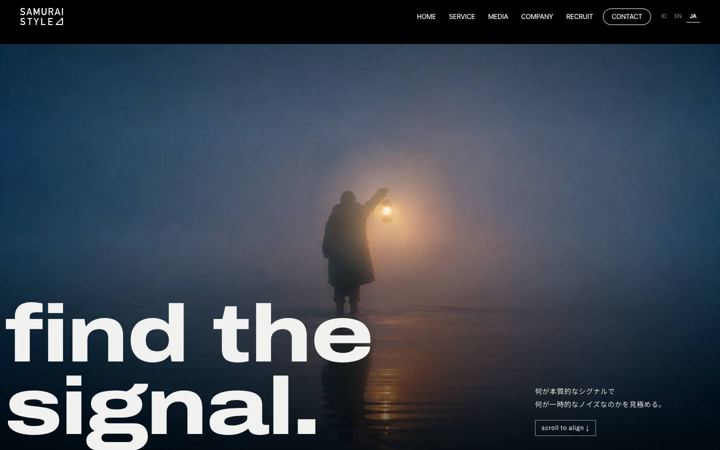 SAMURAI
STYLE
HOME SERVICE MEDIA COMPANY RECRUIT CONTACT ID EN JA
find the
signal.
何が本質的なシグナルで
何が一時的なノイズなのかを見極める。
scroll to align ↓